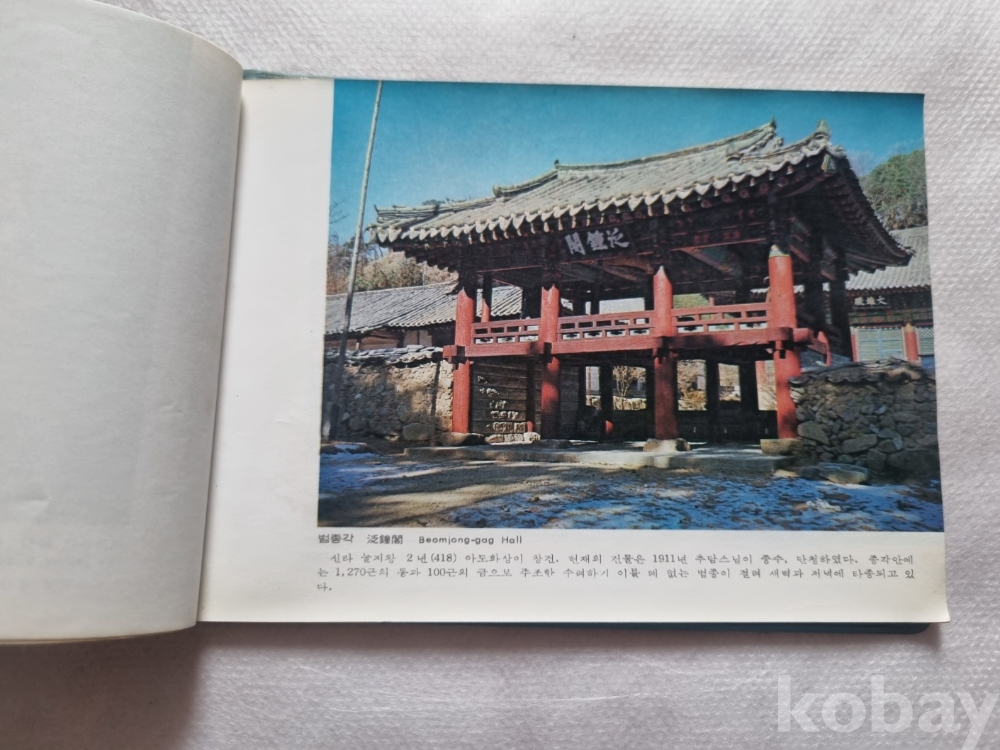 閣鐘泛
大雄殿
범종각 泛鐘閣 Beomjong-gag Hall
신라 눌지왕 2년(418) 아도화상이 창건. 현재의 건물은 1911년 추담스님이 중수, 단청하였다. 종각안에
는 1,270근의 동과 100근의 금으로 주조한 수려하기 이를 데 없는 범종이 걸려 새벽과 저녁에 타종되고 있
다.
kobay